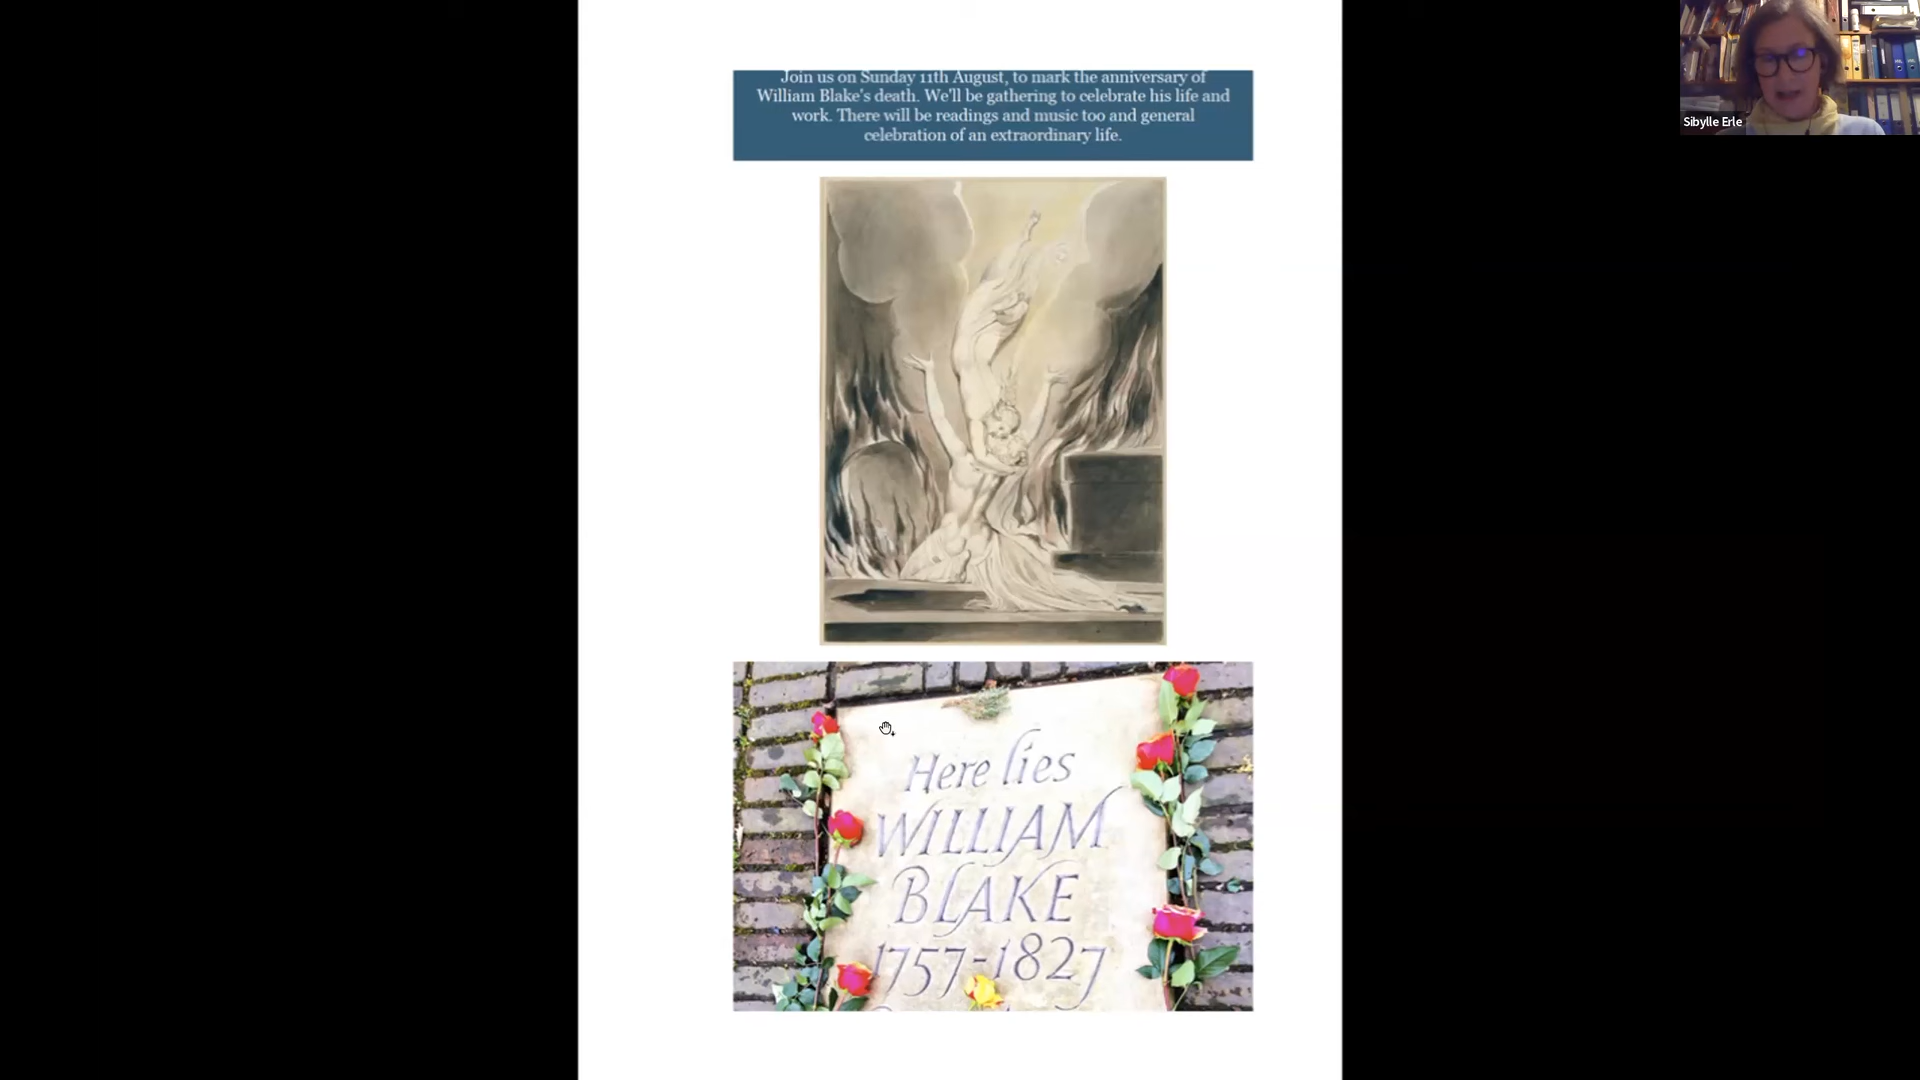 Join us on Sunday 11th August, to mark the anniversary of
William Blake's death. We'll be gathering to celebrate his life and
work. There will be readings and music too and general
celebration of an extraordinary life.
Sibylle Erle
Here lies
WILLIAM
BLAKE
1757-1827